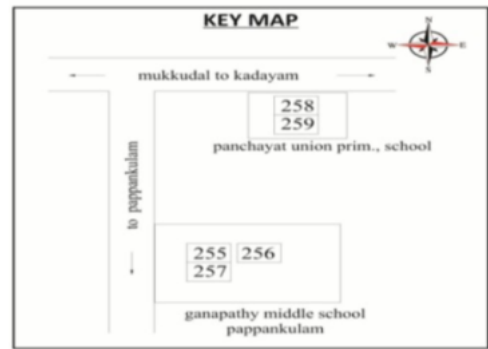 KEY MAP
N
W E
S
mukkudal to kadayam
258
259
panchayat union prim., school
to pappankulam
255 256
257
ganapathy middle school
pappankulam